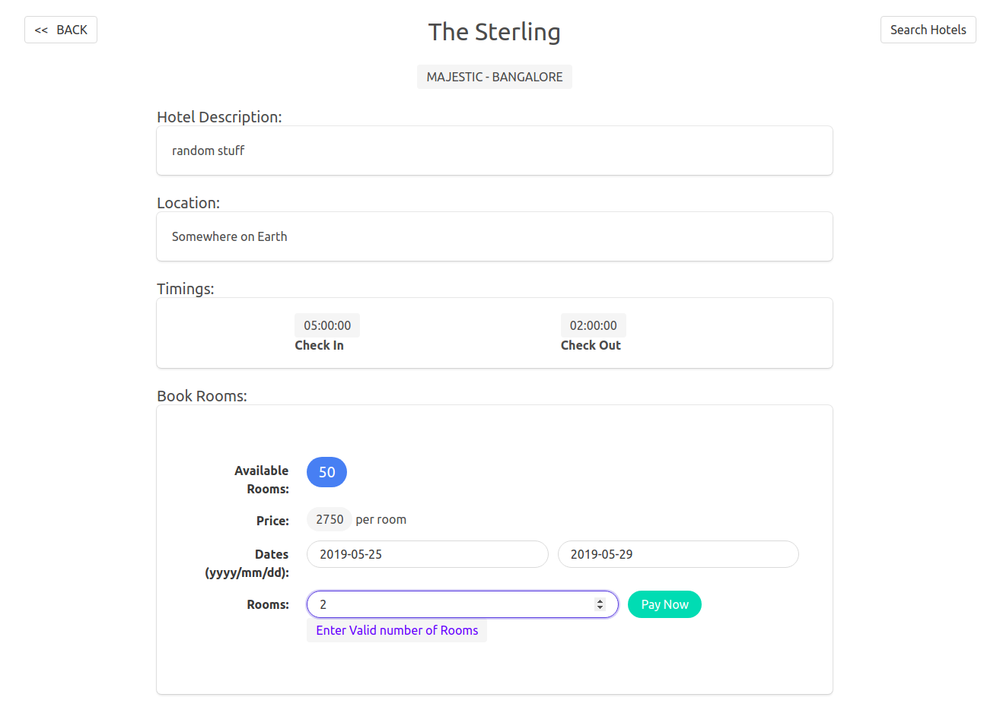 << BACK
The Sterling
Search Hotels
MAJESTIC - BANGALORE
Hotel Description:
random stuff
Location:
Somewhere on Earth
Timings:
05:00:00
Check In
02:00:00
Check Out
Book Rooms:
Available
Rooms:
50
Price:
2750 per room
Dates
(yyyy/mm/dd):
2019-05-25
2019-05-29
Rooms:
2
Pay Now
Enter Valid number of Rooms